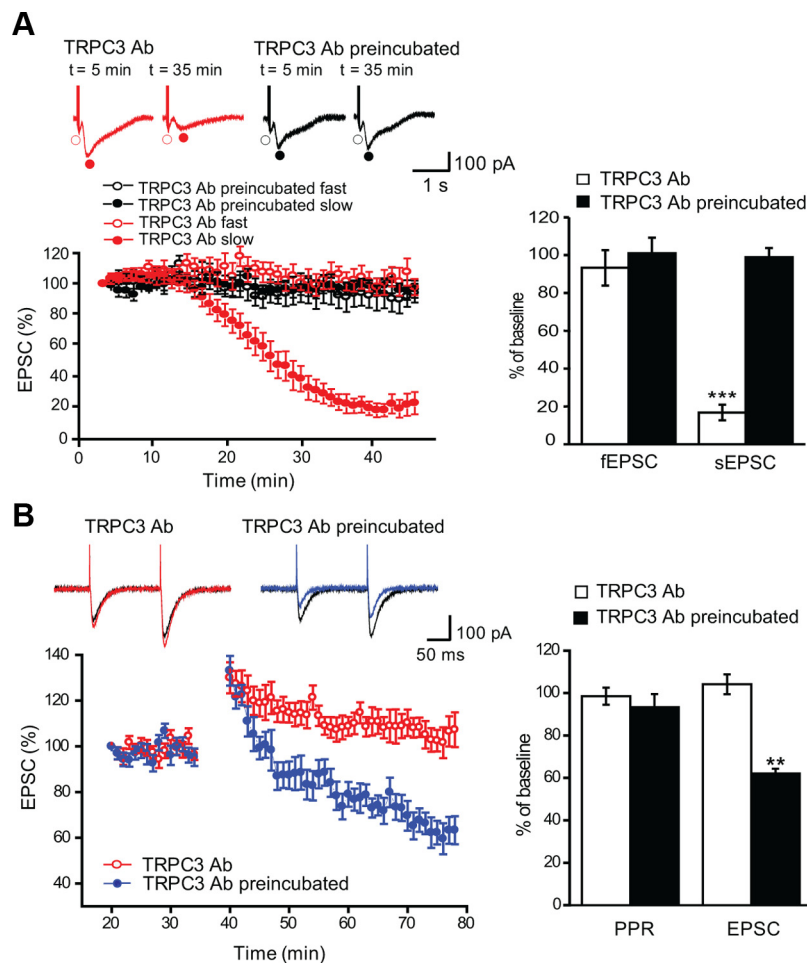 A
TRPC3 Ab
TRPC3 Ab preincubated
t = 5 min
t = 35 min
t = 5 min
t = 35 min
100 pA
1 s
TRPC3 Ab preincubated fast
TRPC3 Ab preincubated slow
TRPC3 Ab fast
TRPC3 Ab slow
120
100
80
60
40
20
0
EPSC (%)
0
10
20
30
40
Time (min)
TRPC3 Ab
TRPC3 Ab preincubated
120
100
80
60
40
20
0
% of baseline
***
fEPSC
sEPSC
B
TRPC3 Ab
TRPC3 Ab preincubated
100 pA
50 ms
140
120
100
80
60
40
EPSC (%)
TRPC3 Ab
TRPC3 Ab preincubated
20
30
40
50
60
70
80
Time (min)
TRPC3 Ab
TRPC3 Ab preincubated
120
100
80
60
40
20
0
% of baseline
**
PPR
EPSC